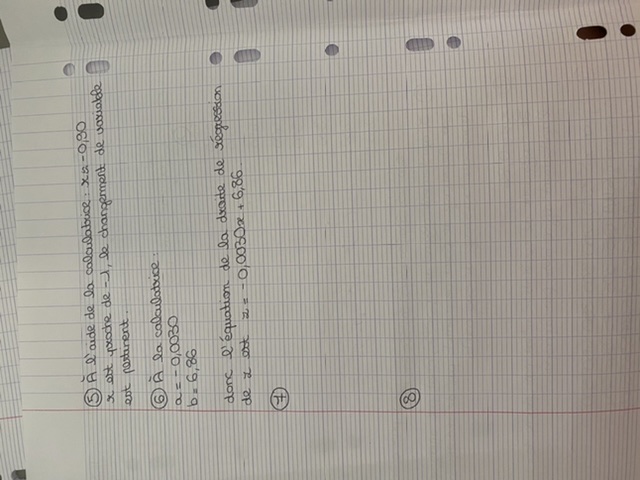 ⑤ À l'aide de la calculatrice : r ≈ -0,90
r est proche de -1, le changement de variable
est pertinent.
⑥ À la calculatrice :
a = -0,0030
b = 6,86
donc l'équation de la droite de régression
de z est z = -0,0030x + 6,86.
⑦
⑧